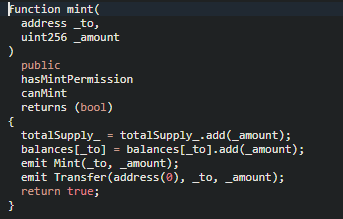 function mint(
  address _to,
  uint256 _amount
)
  public
  hasMintPermission
  canMint
  returns (bool)
{
  totalSupply_ = totalSupply_.add(_amount);
  balances[_to] = balances[_to].add(_amount);
  emit Mint(_to, _amount);
  emit Transfer(address(0), _to, _amount);
  return true;
}